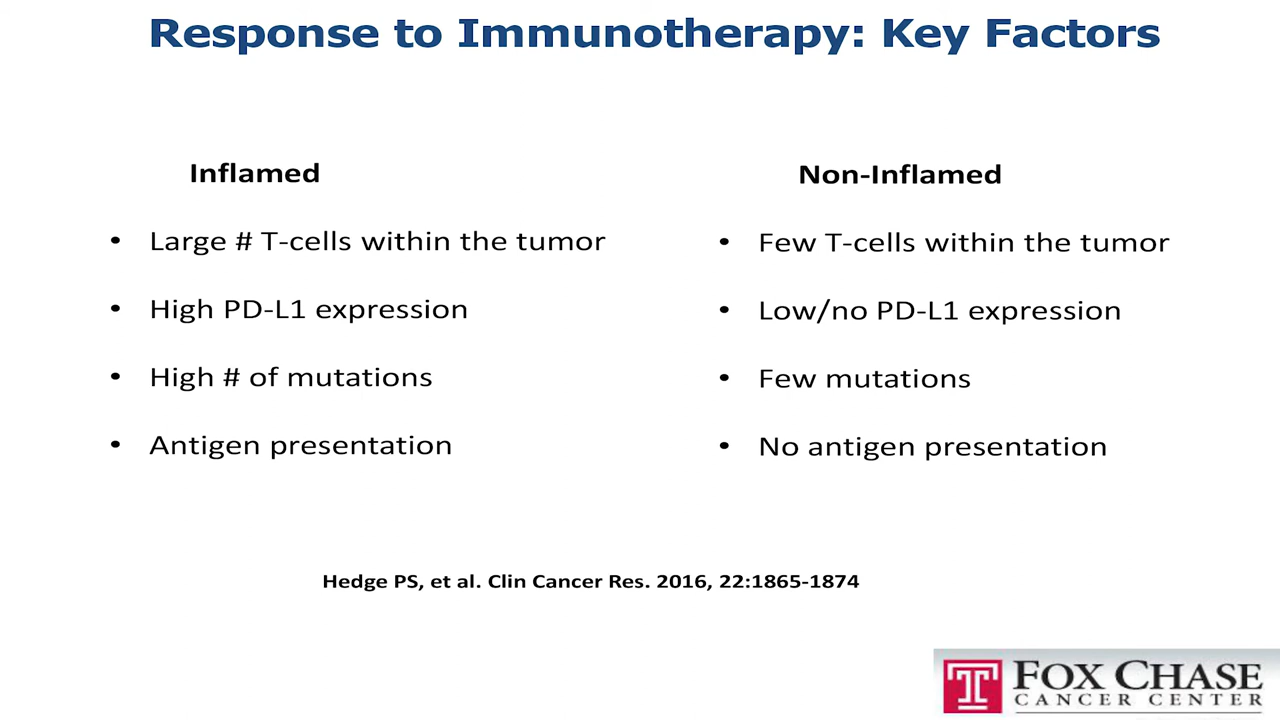 Response to Immunotherapy: Key Factors
Inflamed
• Large # T-cells within the tumor
• High PD-L1 expression
• High # of mutations
• Antigen presentation
Non-Inflamed
• Few T-cells within the tumor
• Low/no PD-L1 expression
• Few mutations
• No antigen presentation
Hedge PS, et al. Clin Cancer Res. 2016, 22:1865-1874
T
FOX CHASE
CANCER CENTER